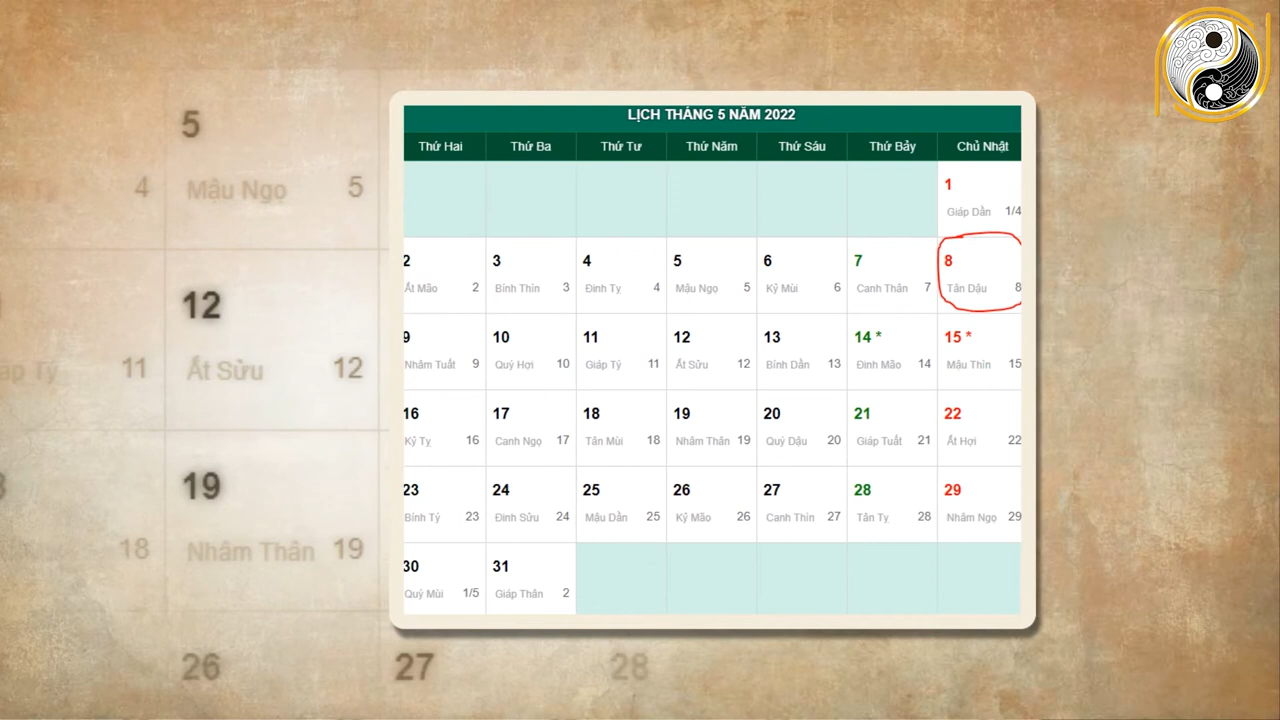 LỊCH THÁNG 5 NĂM 2022
Thứ Hai Thứ Ba Thứ Tư Thứ Năm Thứ Sáu Thứ Bảy Chủ Nhật
1
Giáp Dần 1/4
2 3 4 5 6 7 8
Ất Mão 2 Bính Thìn 3 Đinh Tỵ 4 Mậu Ngọ 5 Kỷ Mùi 6 Canh Thân 7 Tân Dậu 8
9 10 11 12 13 14 * 15 *
Nhâm Tuất 9 Quý Hợi 10 Giáp Tý 11 Ất Sửu 12 Bính Dần 13 Đinh Mão 14 Mậu Thìn 15
16 17 18 19 20 21 22
Kỷ Tỵ 16 Canh Ngọ 17 Tân Mùi 18 Nhâm Thân 19 Quý Dậu 20 Giáp Tuất 21 Ất Hợi 22
23 24 25 26 27 28 29
Bính Tý 23 Đinh Sửu 24 Mậu Dần 25 Kỷ Mão 26 Canh Thìn 27 Tân Tỵ 28 Nhâm Ngọ 29
30 31
Quý Mùi 1/5 Giáp Thân 2
5
4 Mậu Ngọ 5
12
11 Ất Sửu 12
19
18 Nhâm Thân 19
26 27 28